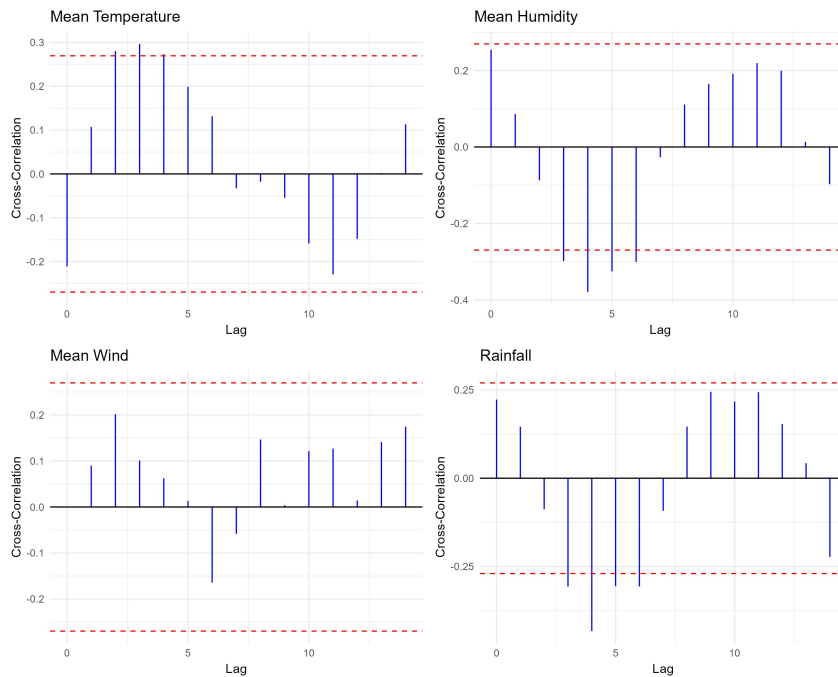 Mean Temperature
Cross-Correlation
0.3
0.2
0.1
0.0
-0.1
-0.2
0 5 10
Lag
Mean Humidity
Cross-Correlation
0.2
0.0
-0.2
-0.4
0 5 10
Lag
Mean Wind
Cross-Correlation
0.2
0.1
0.0
-0.1
-0.2
0 5 10
Lag
Rainfall
Cross-Correlation
0.25
0.00
-0.25
0 5 10
Lag